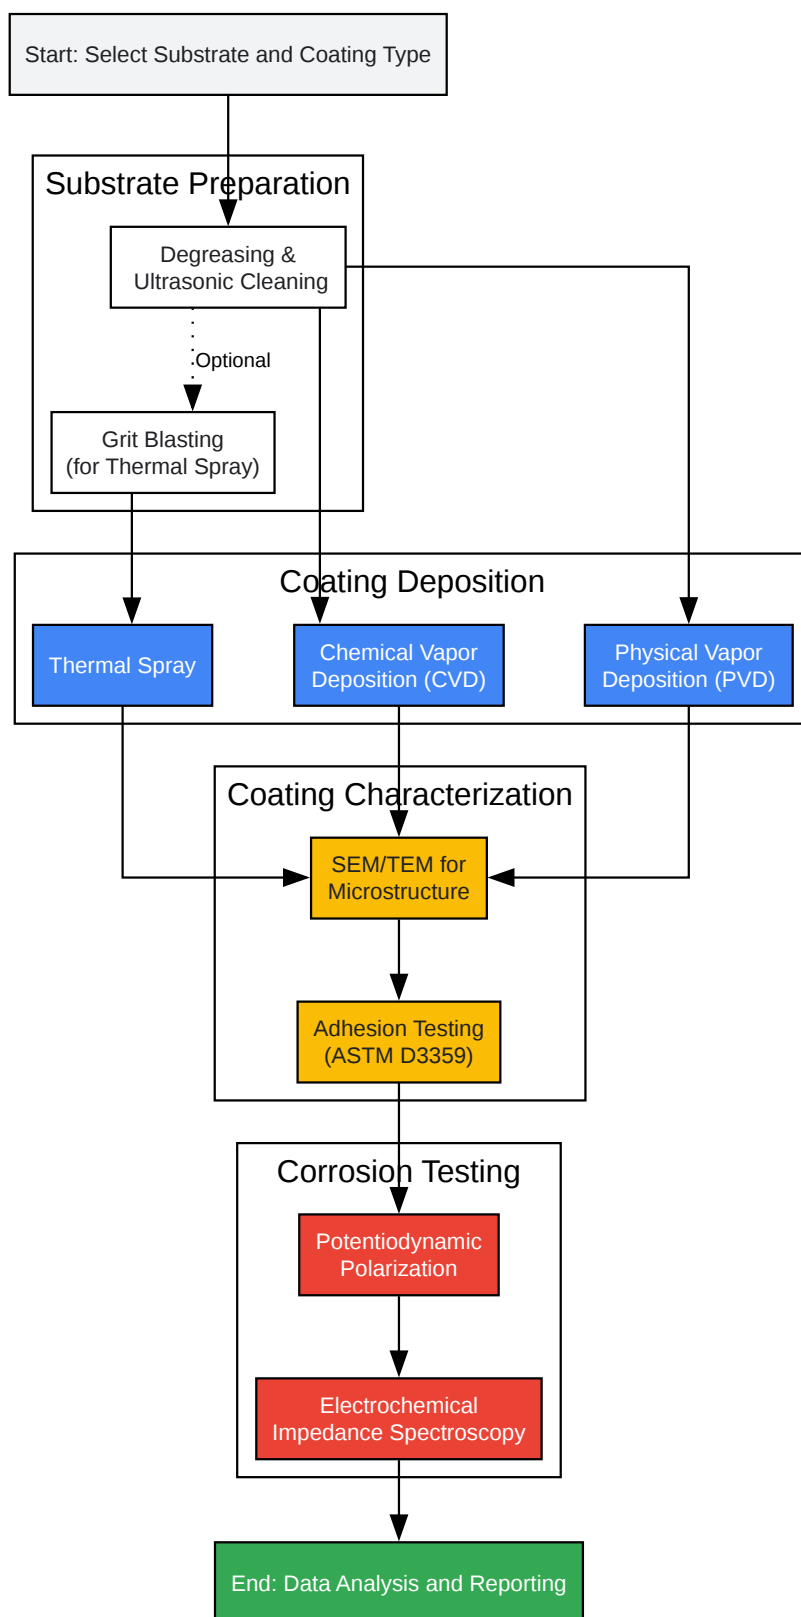 Start: Select Substrate and Coating Type
Substrate Preparation
Degreasing &
Ultrasonic Cleaning
Optional
Grit Blasting
(for Thermal Spray)
Coating Deposition
Thermal Spray
Chemical Vapor
Deposition (CVD)
Physical Vapor
Deposition (PVD)
Coating Characterization
SEM/TEM for
Microstructure
Adhesion Testing
(ASTM D3359)
Corrosion Testing
Potentiodynamic
Polarization
Electrochemical
Impedance Spectroscopy
End: Data Analysis and Reporting